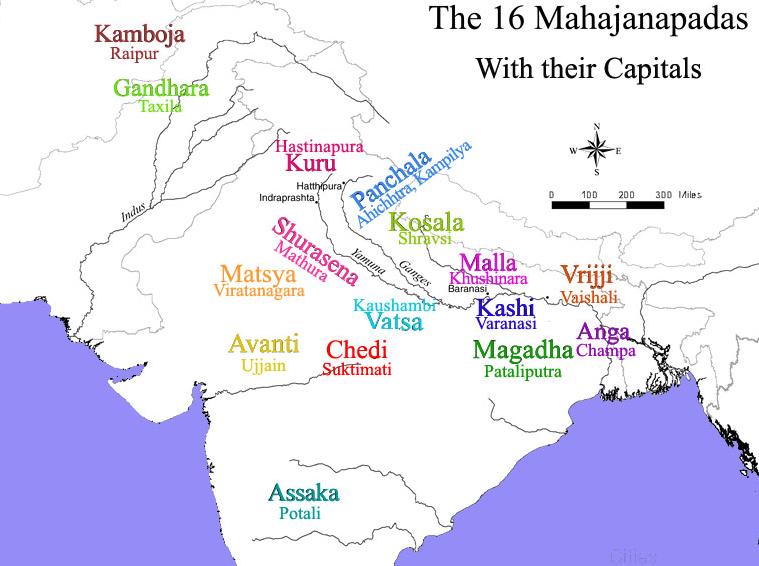 The 16 Mahajanapadas
With their Capitals
Kamboja
Raipur
Gandhara
Taxila
N
W
E
S
0 100 200 300 Miles
Hastinapura
Kuru
Hatthipura
Indraprashta
Panchala
Ahichhtra, Kampilya
Indus
Kosala
Shravsi
Shurasena
Mathura
Yamuna
Ganges
Malla
Khushinara
Baranasi
Matsya
Viratanagara
Vrijji
Vaishali
Kaushambi
Vatsa
Kashi
Varanasi
Anga
Champa
Avanti
Ujjain
Chedi
Suktimati
Magadha
Pataliputra
Assaka
Potali